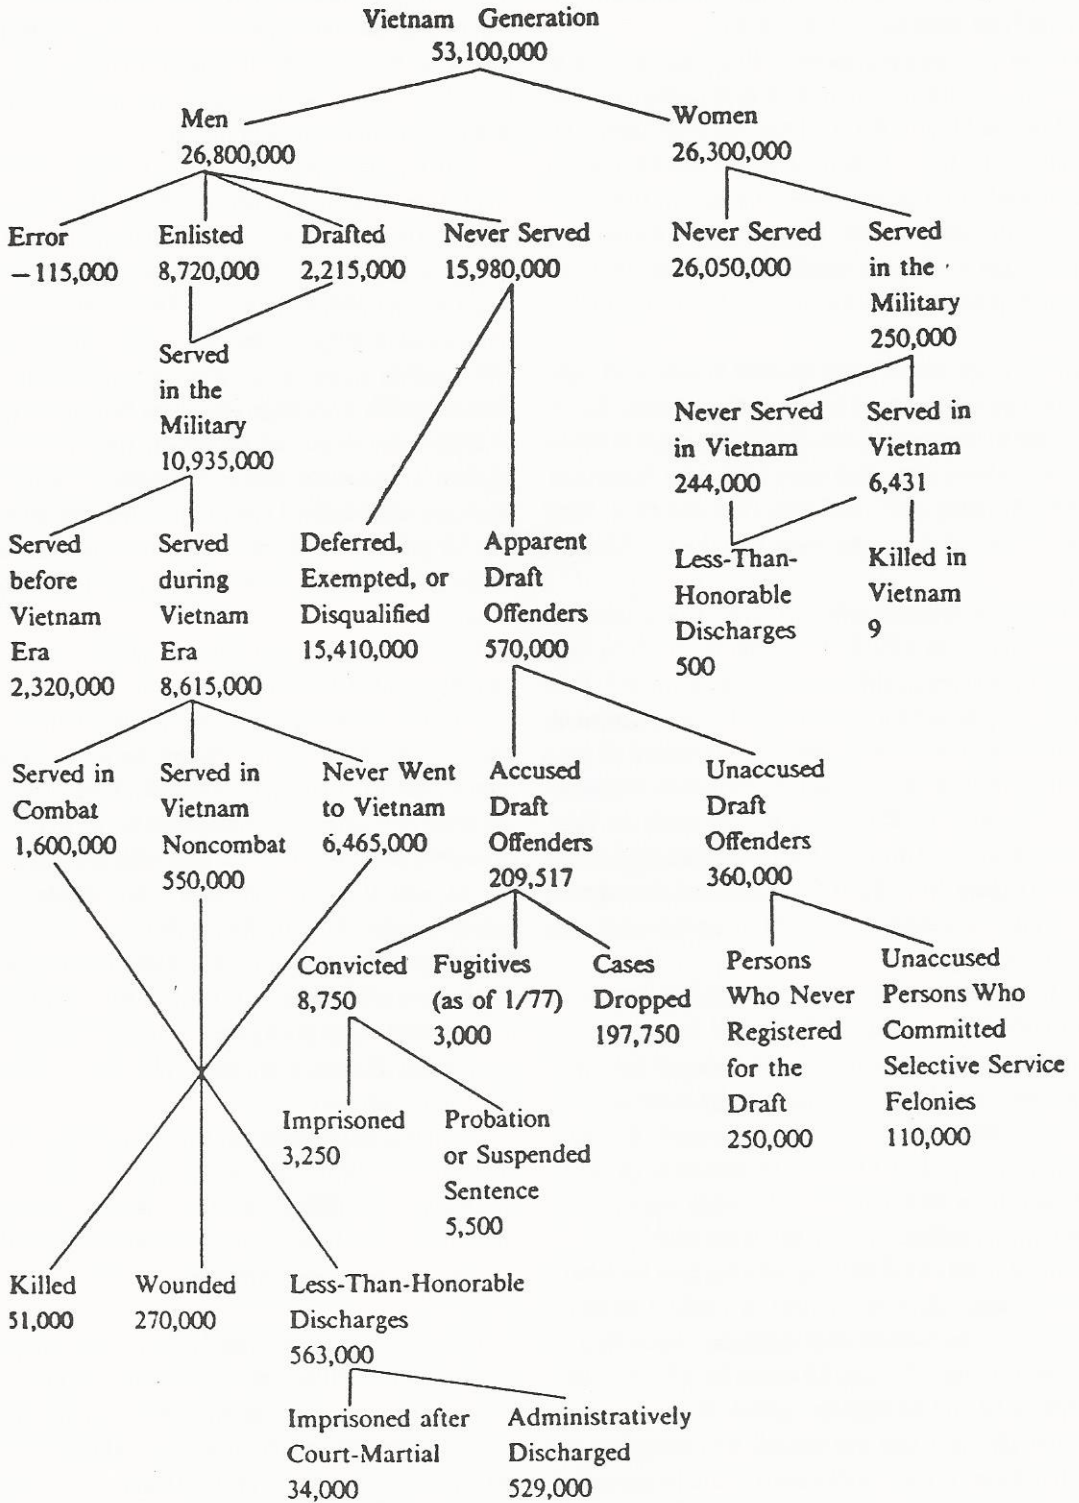 Vietnam Generation
53,100,000
Men
26,800,000
Women
26,300,000
Error
−115,000
Enlisted
8,720,000
Drafted
2,215,000
Never Served
15,980,000
Never Served
26,050,000
Served
in the
Military
250,000
Served
in the
Military
10,935,000
Never Served
in Vietnam
244,000
Served in
Vietnam
6,431
Served
before
Vietnam
Era
2,320,000
Served
during
Vietnam
Era
8,615,000
Deferred,
Exempted, or
Disqualified
15,410,000
Apparent
Draft
Offenders
570,000
Less-Than-
Honorable
Discharges
500
Killed in
Vietnam
9
Served in
Combat
1,600,000
Served in
Vietnam
Noncombat
550,000
Never Went
to Vietnam
6,465,000
Accused
Draft
Offenders
209,517
Unaccused
Draft
Offenders
360,000
Convicted
8,750
Fugitives
(as of 1/77)
3,000
Cases
Dropped
197,750
Persons
Who Never
Registered
for the
Draft
250,000
Unaccused
Persons Who
Committed
Selective Service
Felonies
110,000
Imprisoned
3,250
Probation
or Suspended
Sentence
5,500
Killed
51,000
Wounded
270,000
Less-Than-Honorable
Discharges
563,000
Imprisoned after
Court-Martial
34,000
Administratively
Discharged
529,000